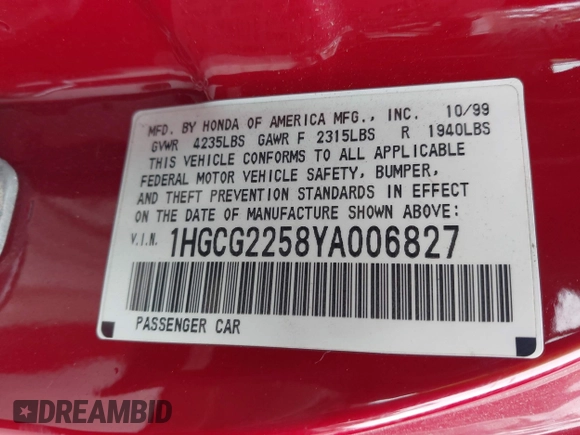 MFD. BY HONDA OF AMERICA MFG., INC. 10/99
GVWR 4235LBS GAWR F 2315LBS R 1940LBS
THIS VEHICLE CONFORMS TO ALL APPLICABLE
FEDERAL MOTOR VEHICLE SAFETY, BUMPER,
AND THEFT PREVENTION STANDARDS IN EFFECT
ON THE DATE OF MANUFACTURE SHOWN ABOVE:
V.I.N. 1HGCG2258YA006827
PASSENGER CAR
DREAMBID